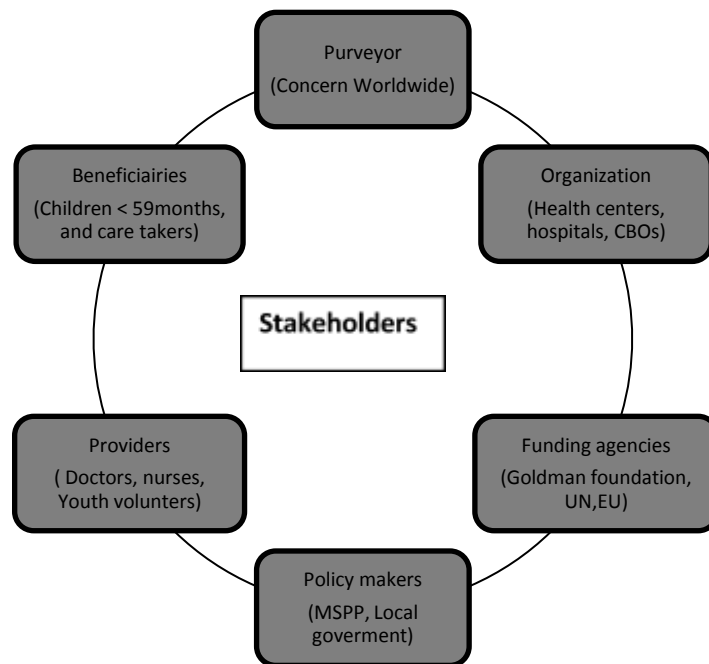 Purveyor
(Concern Worldwide)
Beneficiairies
(Children < 59months,
and care takers)
Organization
(Health centers,
hospitals, CBOs)
Stakeholders
Providers
( Doctors, nurses,
Youth volunters)
Funding agencies
(Goldman foundation,
UN,EU)
Policy makers
(MSPP, Local
goverment)